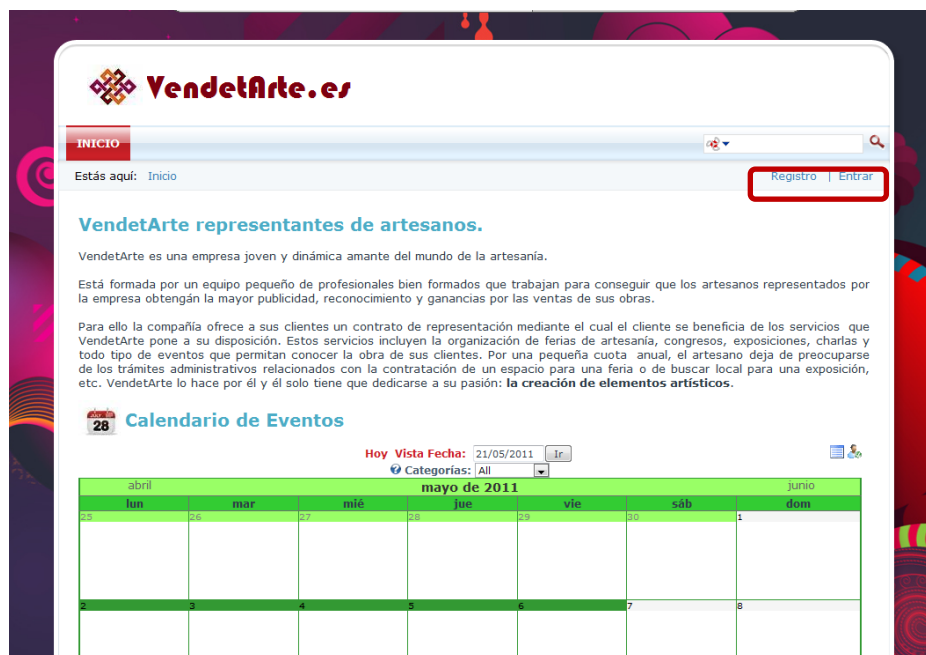 VendetArte.es
INICIO
Estás aquí: Inicio
Registro | Entrar
VendetArte representantes de artesanos.
VendetArte es una empresa joven y dinámica amante del mundo de la artesanía.
Está formada por un equipo pequeño de profesionales bien formados que trabajan para conseguir que los artesanos representados por
la empresa obtengán la mayor publicidad, reconocimiento y ganancias por las ventas de sus obras.
Para ello la compañía ofrece a sus clientes un contrato de representación mediante el cual el cliente se beneficia de los servicios que
VendetArte pone a su disposición. Estos servicios incluyen la organización de ferias de artesanía, congresos, exposiciones, charlas y
todo tipo de eventos que permitan conocer la obra de sus clientes. Por una pequeña cuota anual, el artesano deja de preocuparse
de los trámites administrativos relacionados con la contratación de un espacio para una feria o de buscar local para una exposición,
etc. VendetArte lo hace por él y él solo tiene que dedicarse a su pasión: la creación de elementos artísticos.
28 Calendario de Eventos
Hoy Vista Fecha: 21/05/2011 Ir
Categorías: All
abril mayo de 2011 junio
lun mar mié jue vie sáb dom
25 26 27 28 29 30 1
2 3 4 5 6 7 8